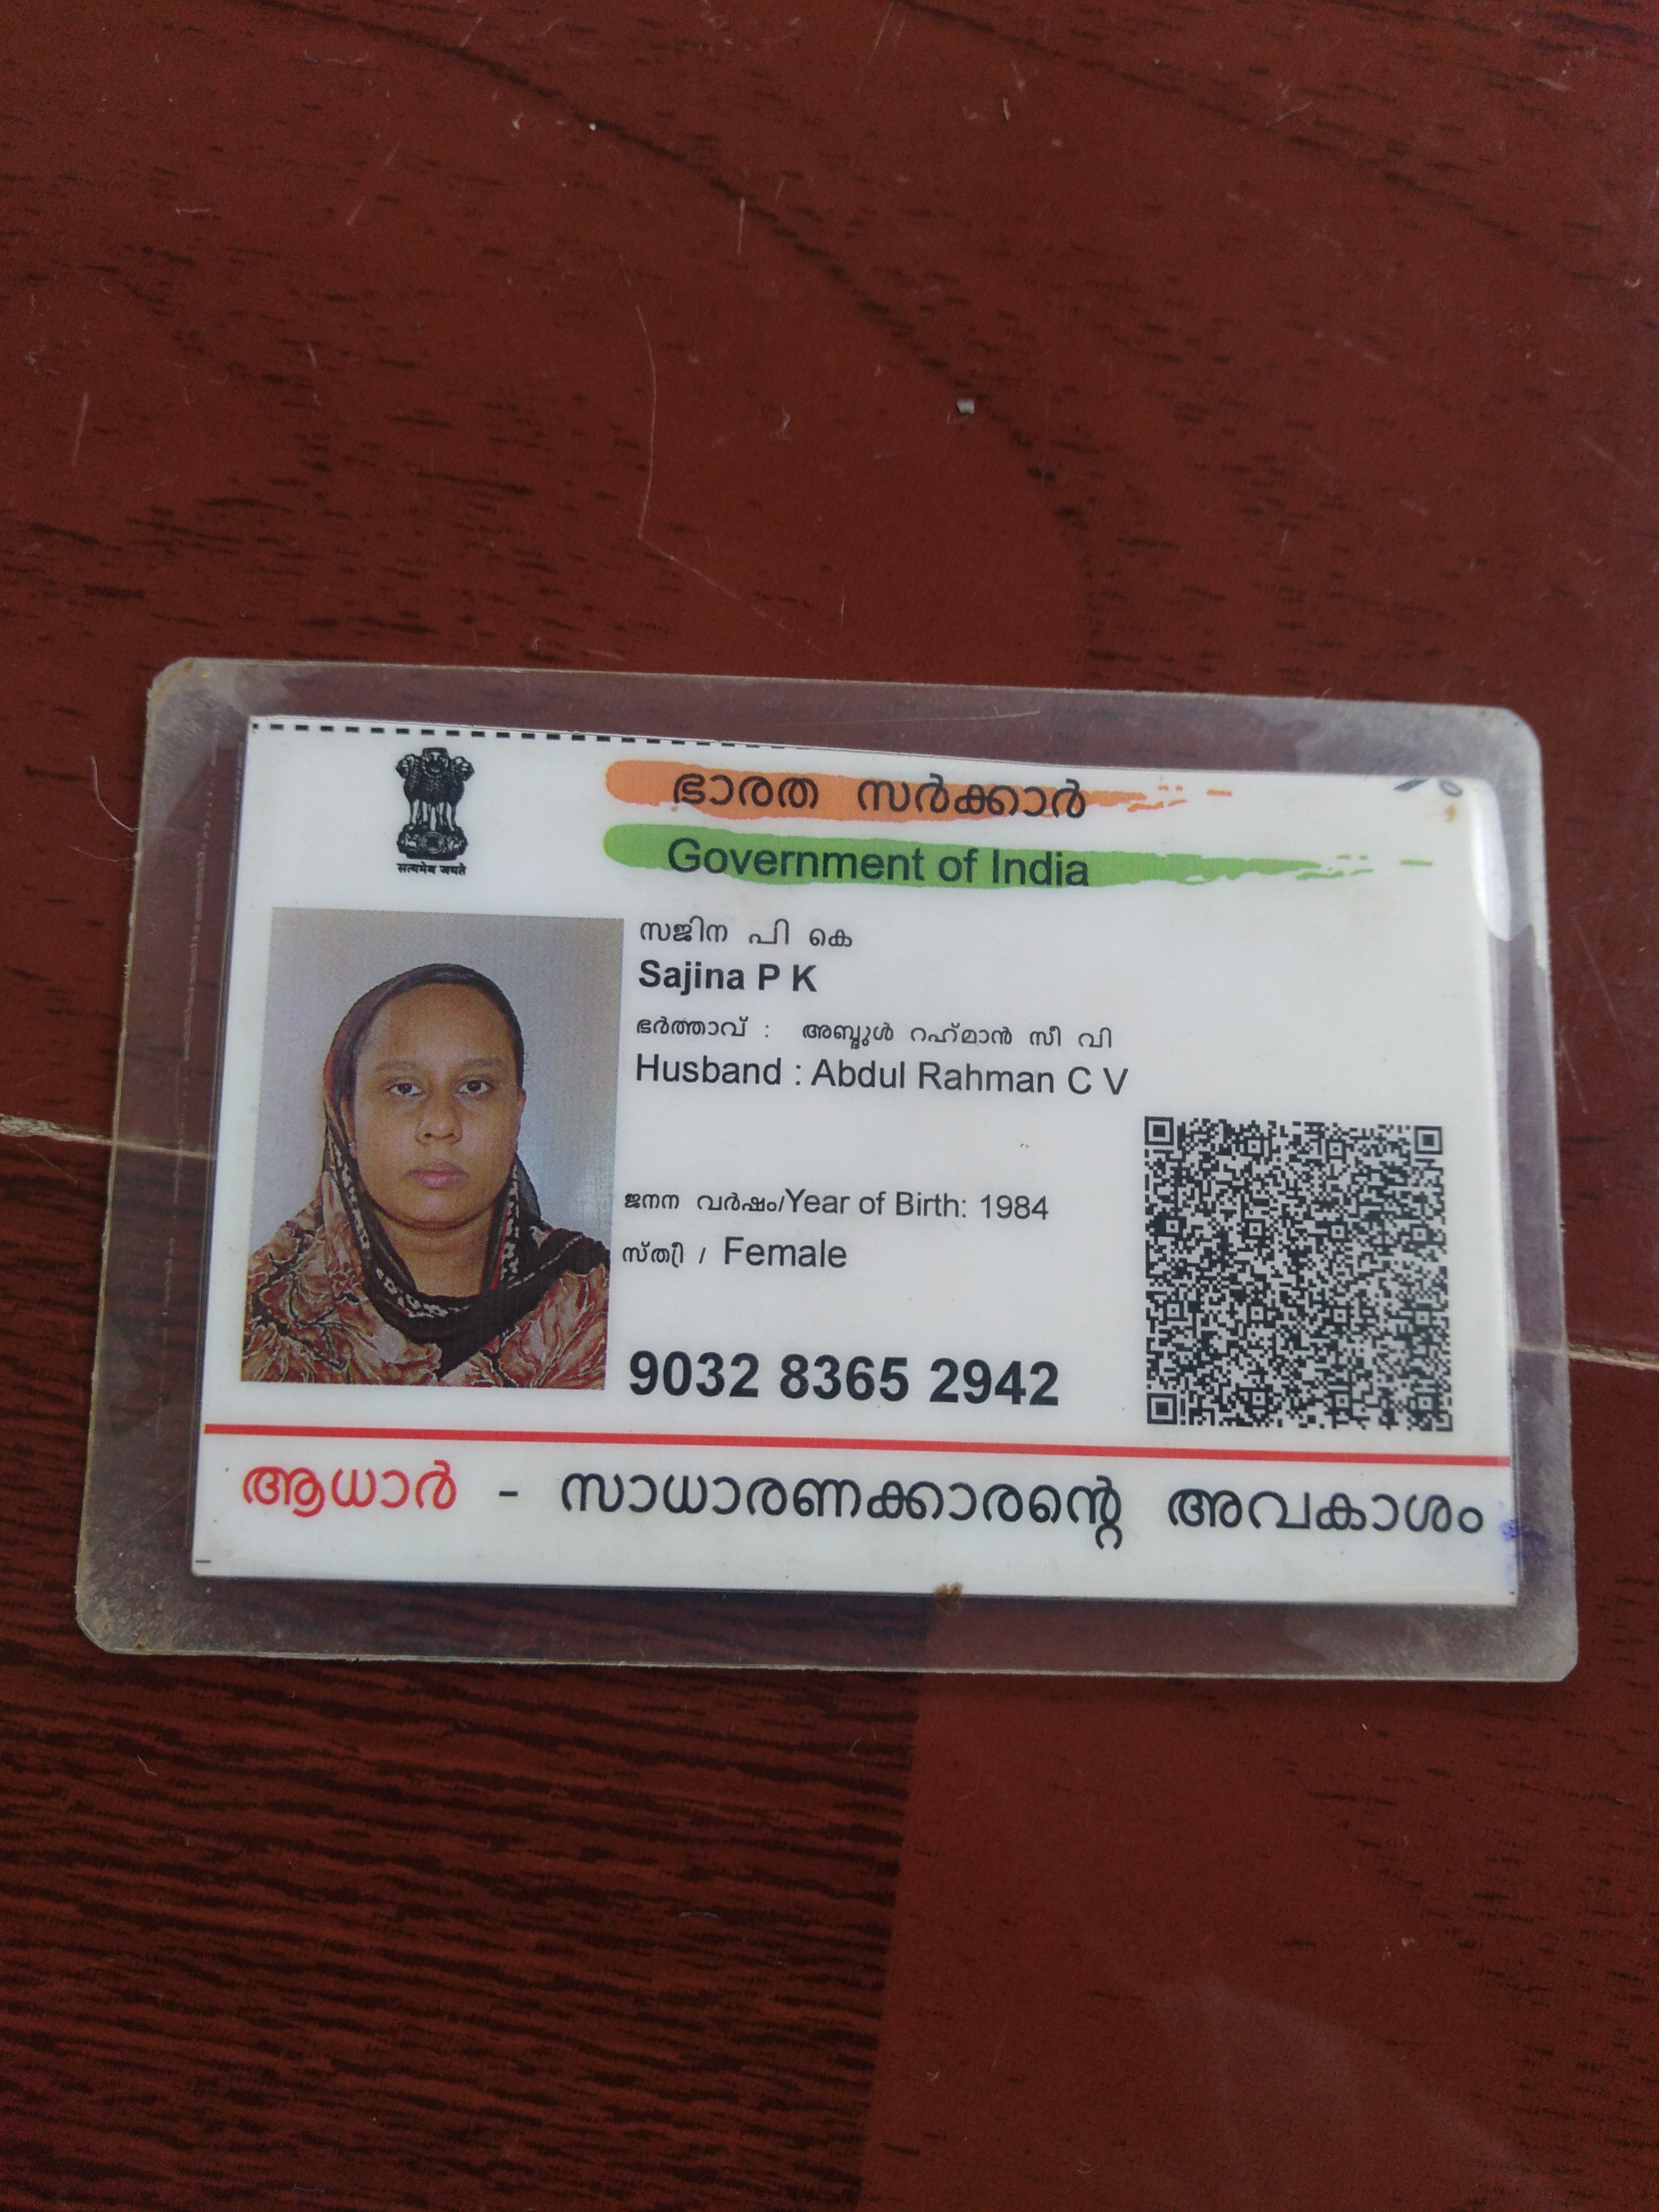 सत्यमेव जयते
ഭാരത സർക്കാർ
Government of India
സജിന പി കെ
Sajina P K
ഭർത്താവ് : അബ്ദുൾ റഹ്‌മാൻ സീ വി
Husband : Abdul Rahman C V
ജനന വർഷം/Year of Birth: 1984
സ്ത്രീ / Female
9032 8365 2942
ആധാർ - സാധാരണക്കാരന്റെ അവകാശം